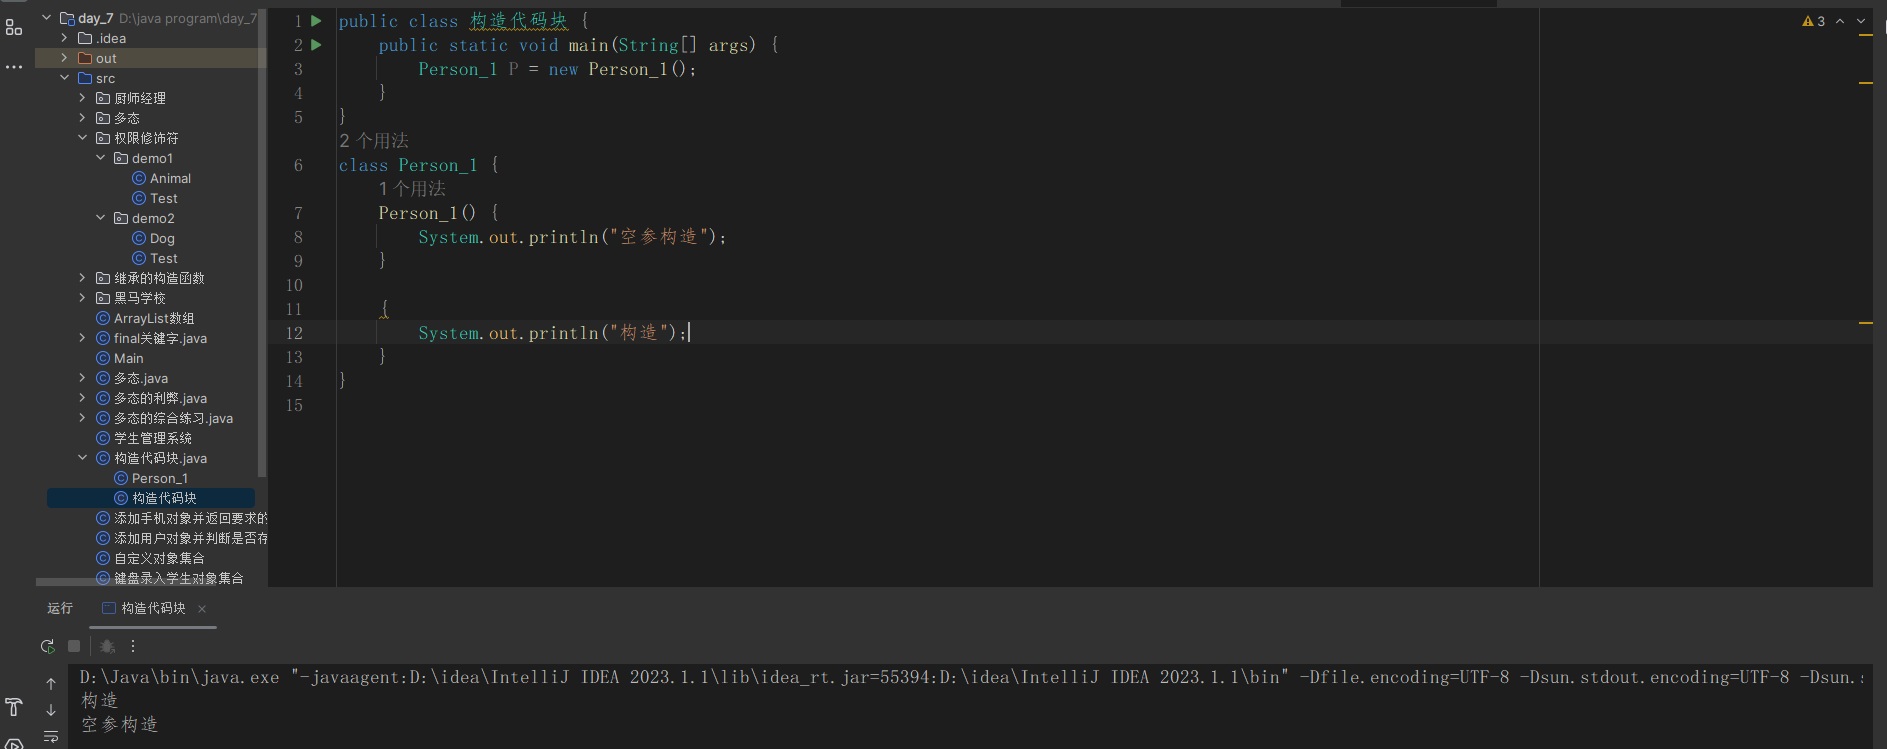 day_7 D:\java program\day_7
.idea
out
src
厨师经理
多态
权限修饰符
demo1
Animal
Test
demo2
Dog
Test
继承的构造函数
黑马学校
ArrayList数组
final关键字.java
Main
多态.java
多态的利弊.java
多态的综合练习.java
学生管理系统
构造代码块.java
Person_1
构造代码块
添加手机对象并返回要求的
添加用户对象并判断是否存
自定义对象集合
键盘录入学生对象集合
3
1 public class 构造代码块 {
2 public static void main(String[] args) {
3 Person_1 P = new Person_1();
4 }
5 }
2 个用法
6 class Person_1 {
1 个用法
7 Person_1() {
8 System.out.println("空参构造");
9 }
10
11 {
12 System.out.println("构造");
13 }
14 }
15
运行 构造代码块
D:\Java\bin\java.exe "-javaagent:D:\idea\IntelliJ IDEA 2023.1.1\lib\idea_rt.jar=55394:D:\idea\IntelliJ IDEA 2023.1.1\bin" -Dfile.encoding=UTF-8 -Dsun.stdout.encoding=UTF-8 -Dsun.s
构造
空参构造